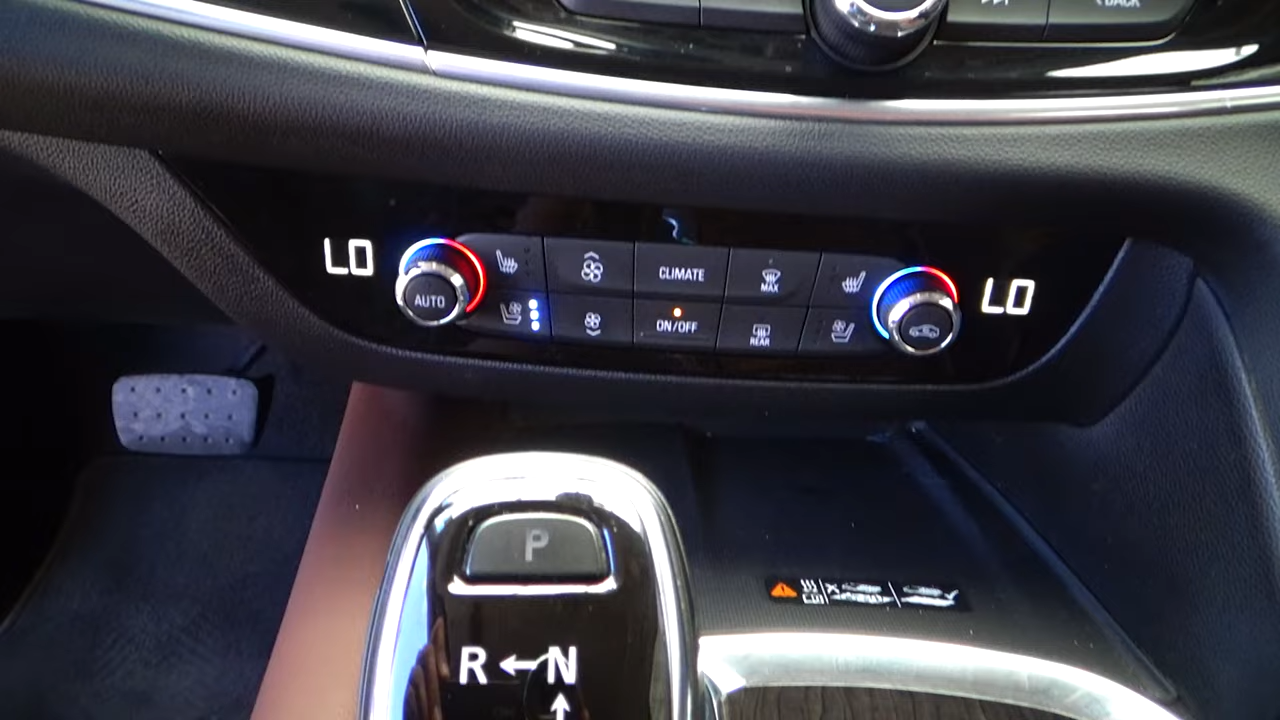 BACK
LO
AUTO
CLIMATE
MAX
ON/OFF
REAR
LO
P
R ← N
↑